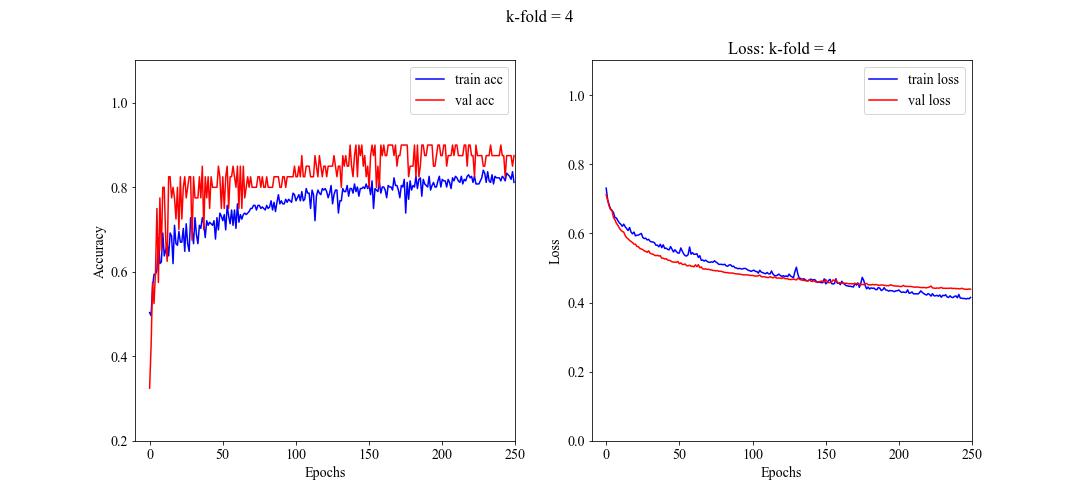 k-fold = 4
1.0
0.8
0.6
0.4
0.2
Accuracy
0
50
100
150
200
250
Epochs
train acc
val acc
Loss: k-fold = 4
1.0
0.8
0.6
0.4
0.2
0.0
Loss
0
50
100
150
200
250
Epochs
train loss
val loss